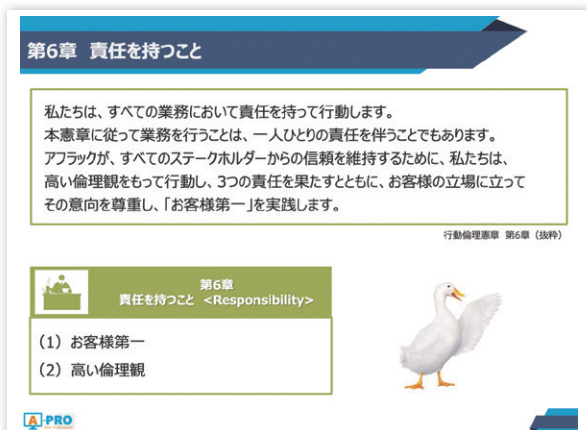 第6章 責任を持つこと
私たちは、すべての業務において責任を持って行動します。
本憲章に従って業務を行うことは、一人ひとりの責任を伴うことでもあります。
アフラックが、すべてのステークホルダーからの信頼を維持するために、私たちは、
高い倫理観をもって行動し、3つの責任を果たすとともに、お客様の立場に立って
その意向を尊重し、「お客様第一」を実践します。
行動倫理憲章 第6章（抜粋）
第6章
責任を持つこと <Responsibility>
(1) お客様第一
(2) 高い倫理観
A-PRO